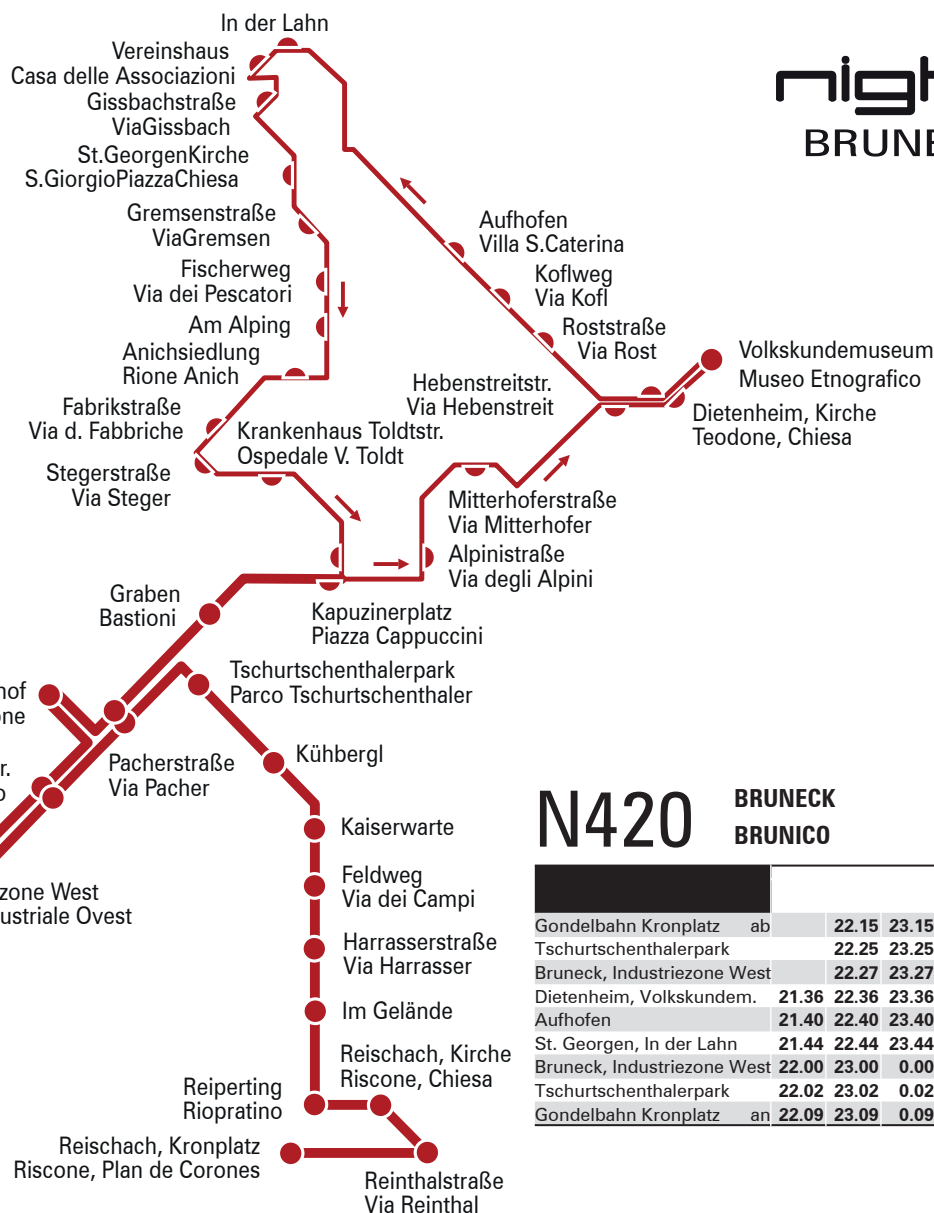 In der Lahn
Vereinshaus
Casa delle Associazioni
Gissbachstraße
ViaGissbach
St.GeorgenKirche
S.GiorgioPiazzaChiesa
Gremsenstraße
ViaGremsen
Fischerweg
Via dei Pescatori
Am Alping
Anichsiedlung
Rione Anich
Fabrikstraße
Via d. Fabbriche
Stegerstraße
Via Steger
Krankenhaus Toldtstr.
Ospedale V. Toldt
nigh
BRUNE
Aufhofen
Villa S.Caterina
Koflweg
Via Kofl
Roststraße
Via Rost
Hebenstreitstr.
Via Hebenstreit
Volkskundemuseum
Museo Etnografico
Dietenheim, Kirche
Teodone, Chiesa
Mitterhoferstraße
Via Mitterhofer
Alpinistraße
Via degli Alpini
Kapuzinerplatz
Piazza Cappuccini
Graben
Bastioni
Tschurtschenthalerpark
Parco Tschurtschenthaler
hof
one
r.
o
Pacherstraße
Via Pacher
Kühbergl
zone West
ustriale Ovest
Kaiserwarte
Feldweg
Via dei Campi
Harrasserstraße
Via Harrasser
Im Gelände
Reischach, Kirche
Riscone, Chiesa
Reiperting
Riopratino
Reischach, Kronplatz
Riscone, Plan de Corones
Reinthalstraße
Via Reinthal
N420
BRUNECK
BRUNICO
Gondelbahn Kronplatz ab 22.15 23.15
Tschurtschenthalerpark 22.25 23.25
Bruneck, Industriezone West 22.27 23.27
Dietenheim, Volkskundem. 21.36 22.36 23.36
Aufhofen 21.40 22.40 23.40
St. Georgen, In der Lahn 21.44 22.44 23.44
Bruneck, Industriezone West 22.00 23.00 0.00
Tschurtschenthalerpark 22.02 23.02 0.02
Gondelbahn Kronplatz an 22.09 23.09 0.09